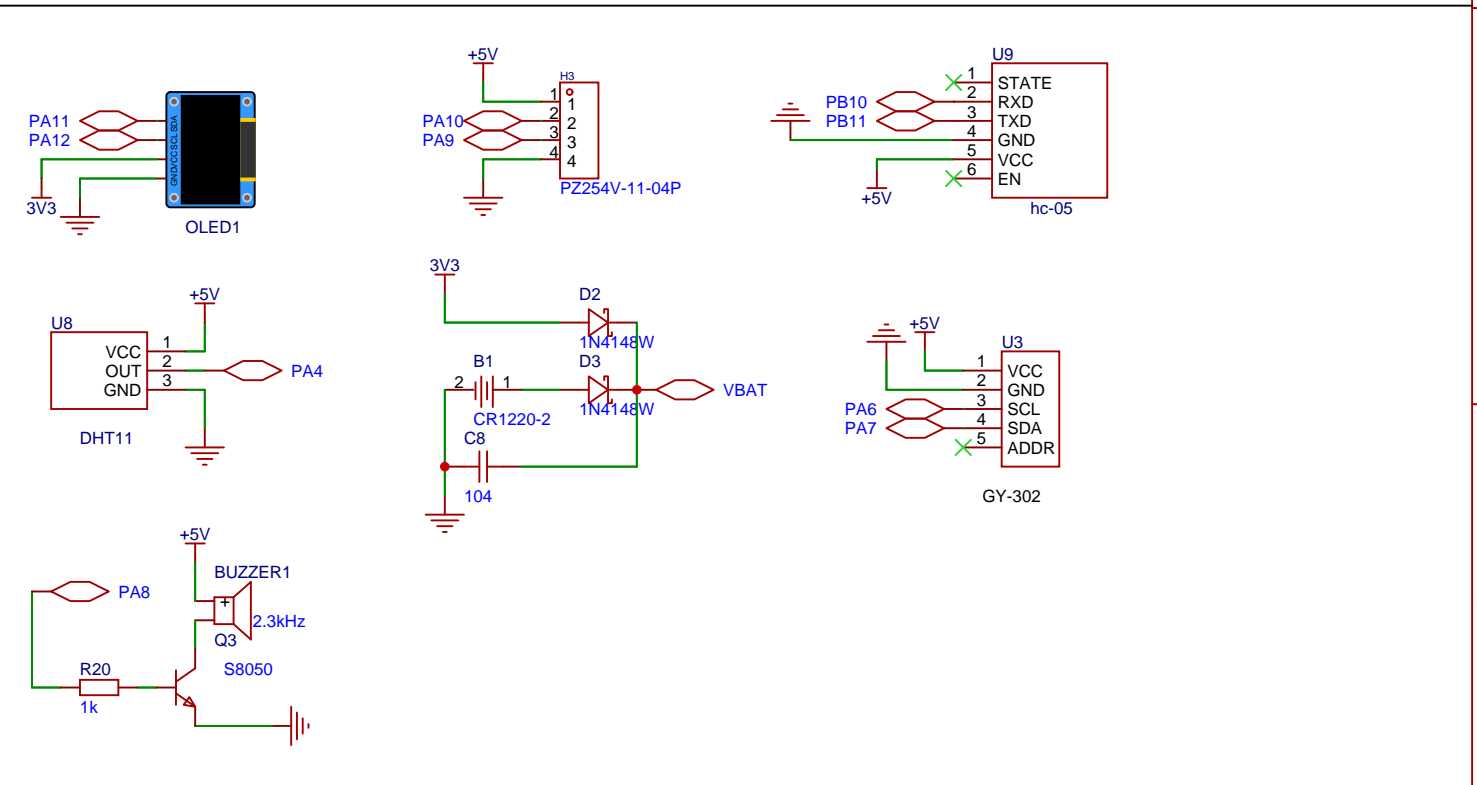 PA11
PA12
3V3
SDA
SCL
VCC
GND
OLED1
+5V
H3
1
2
3
4
1
2
3
4
PA10
PA9
PZ254V-11-04P
U9
PB10
PB11
+5V
1 STATE
2 RXD
3 TXD
4 GND
5 VCC
6 EN
hc-05
U8
+5V
VCC 1
OUT 2
GND 3
PA4
DHT11
3V3
D2
1N4148W
B1
2
1
CR1220-2
D3
1N4148W
VBAT
C8
104
+5V
U3
PA6
PA7
1 VCC
2 GND
3 SCL
4 SDA
5 ADDR
GY-302
+5V
PA8
BUZZER1
+
2.3kHz
Q3
S8050
R20
1k